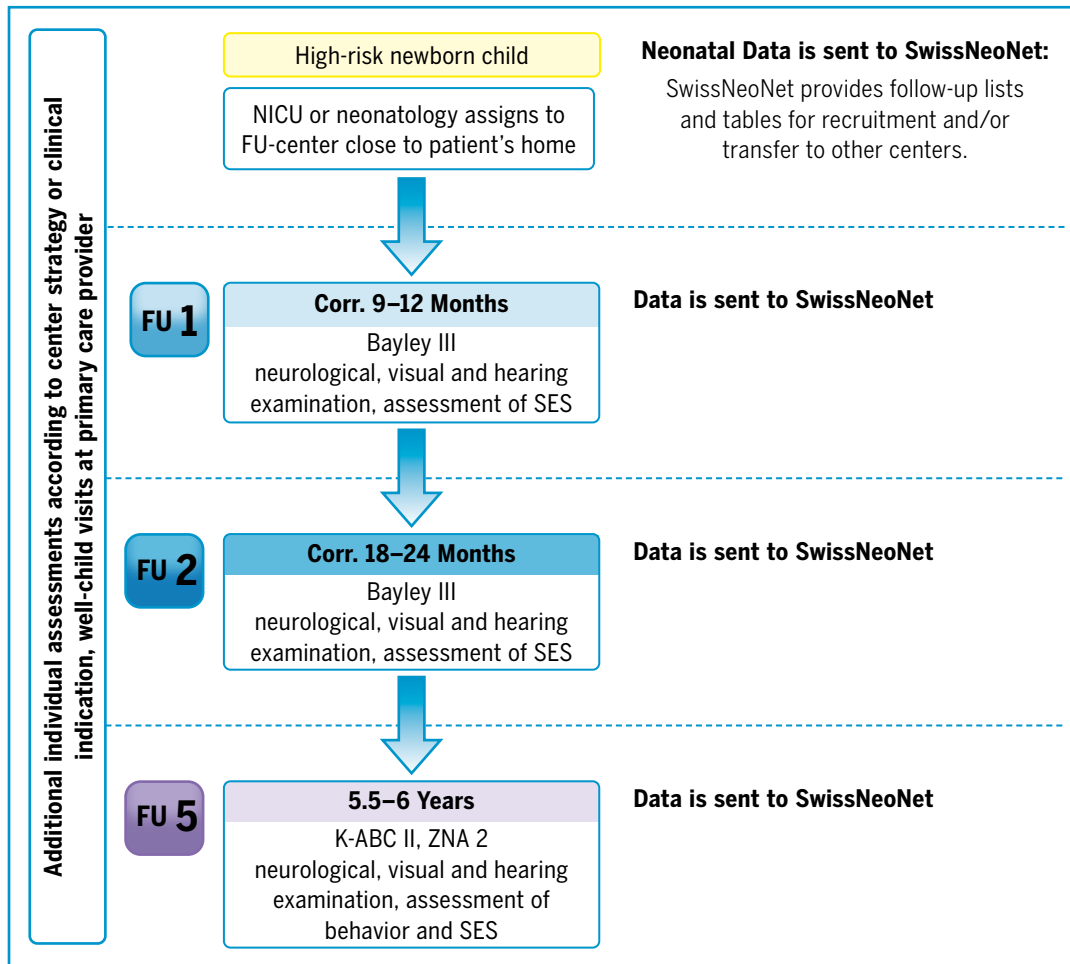 Additional individual assessments according to center strategy or clinical
indication, well-child visits at primary care provider
High-risk newborn child
NICU or neonatology assigns to
FU-center close to patient's home
Neonatal Data is sent to SwissNeoNet:
SwissNeoNet provides follow-up lists
and tables for recruitment and/or
transfer to other centers.
FU 1
Corr. 9–12 Months
Bayley III
neurological, visual and hearing
examination, assessment of SES
Data is sent to SwissNeoNet
FU 2
Corr. 18–24 Months
Bayley III
neurological, visual and hearing
examination, assessment of SES
Data is sent to SwissNeoNet
FU 5
5.5–6 Years
K-ABC II, ZNA 2
neurological, visual and hearing
examination, assessment of
behavior and SES
Data is sent to SwissNeoNet